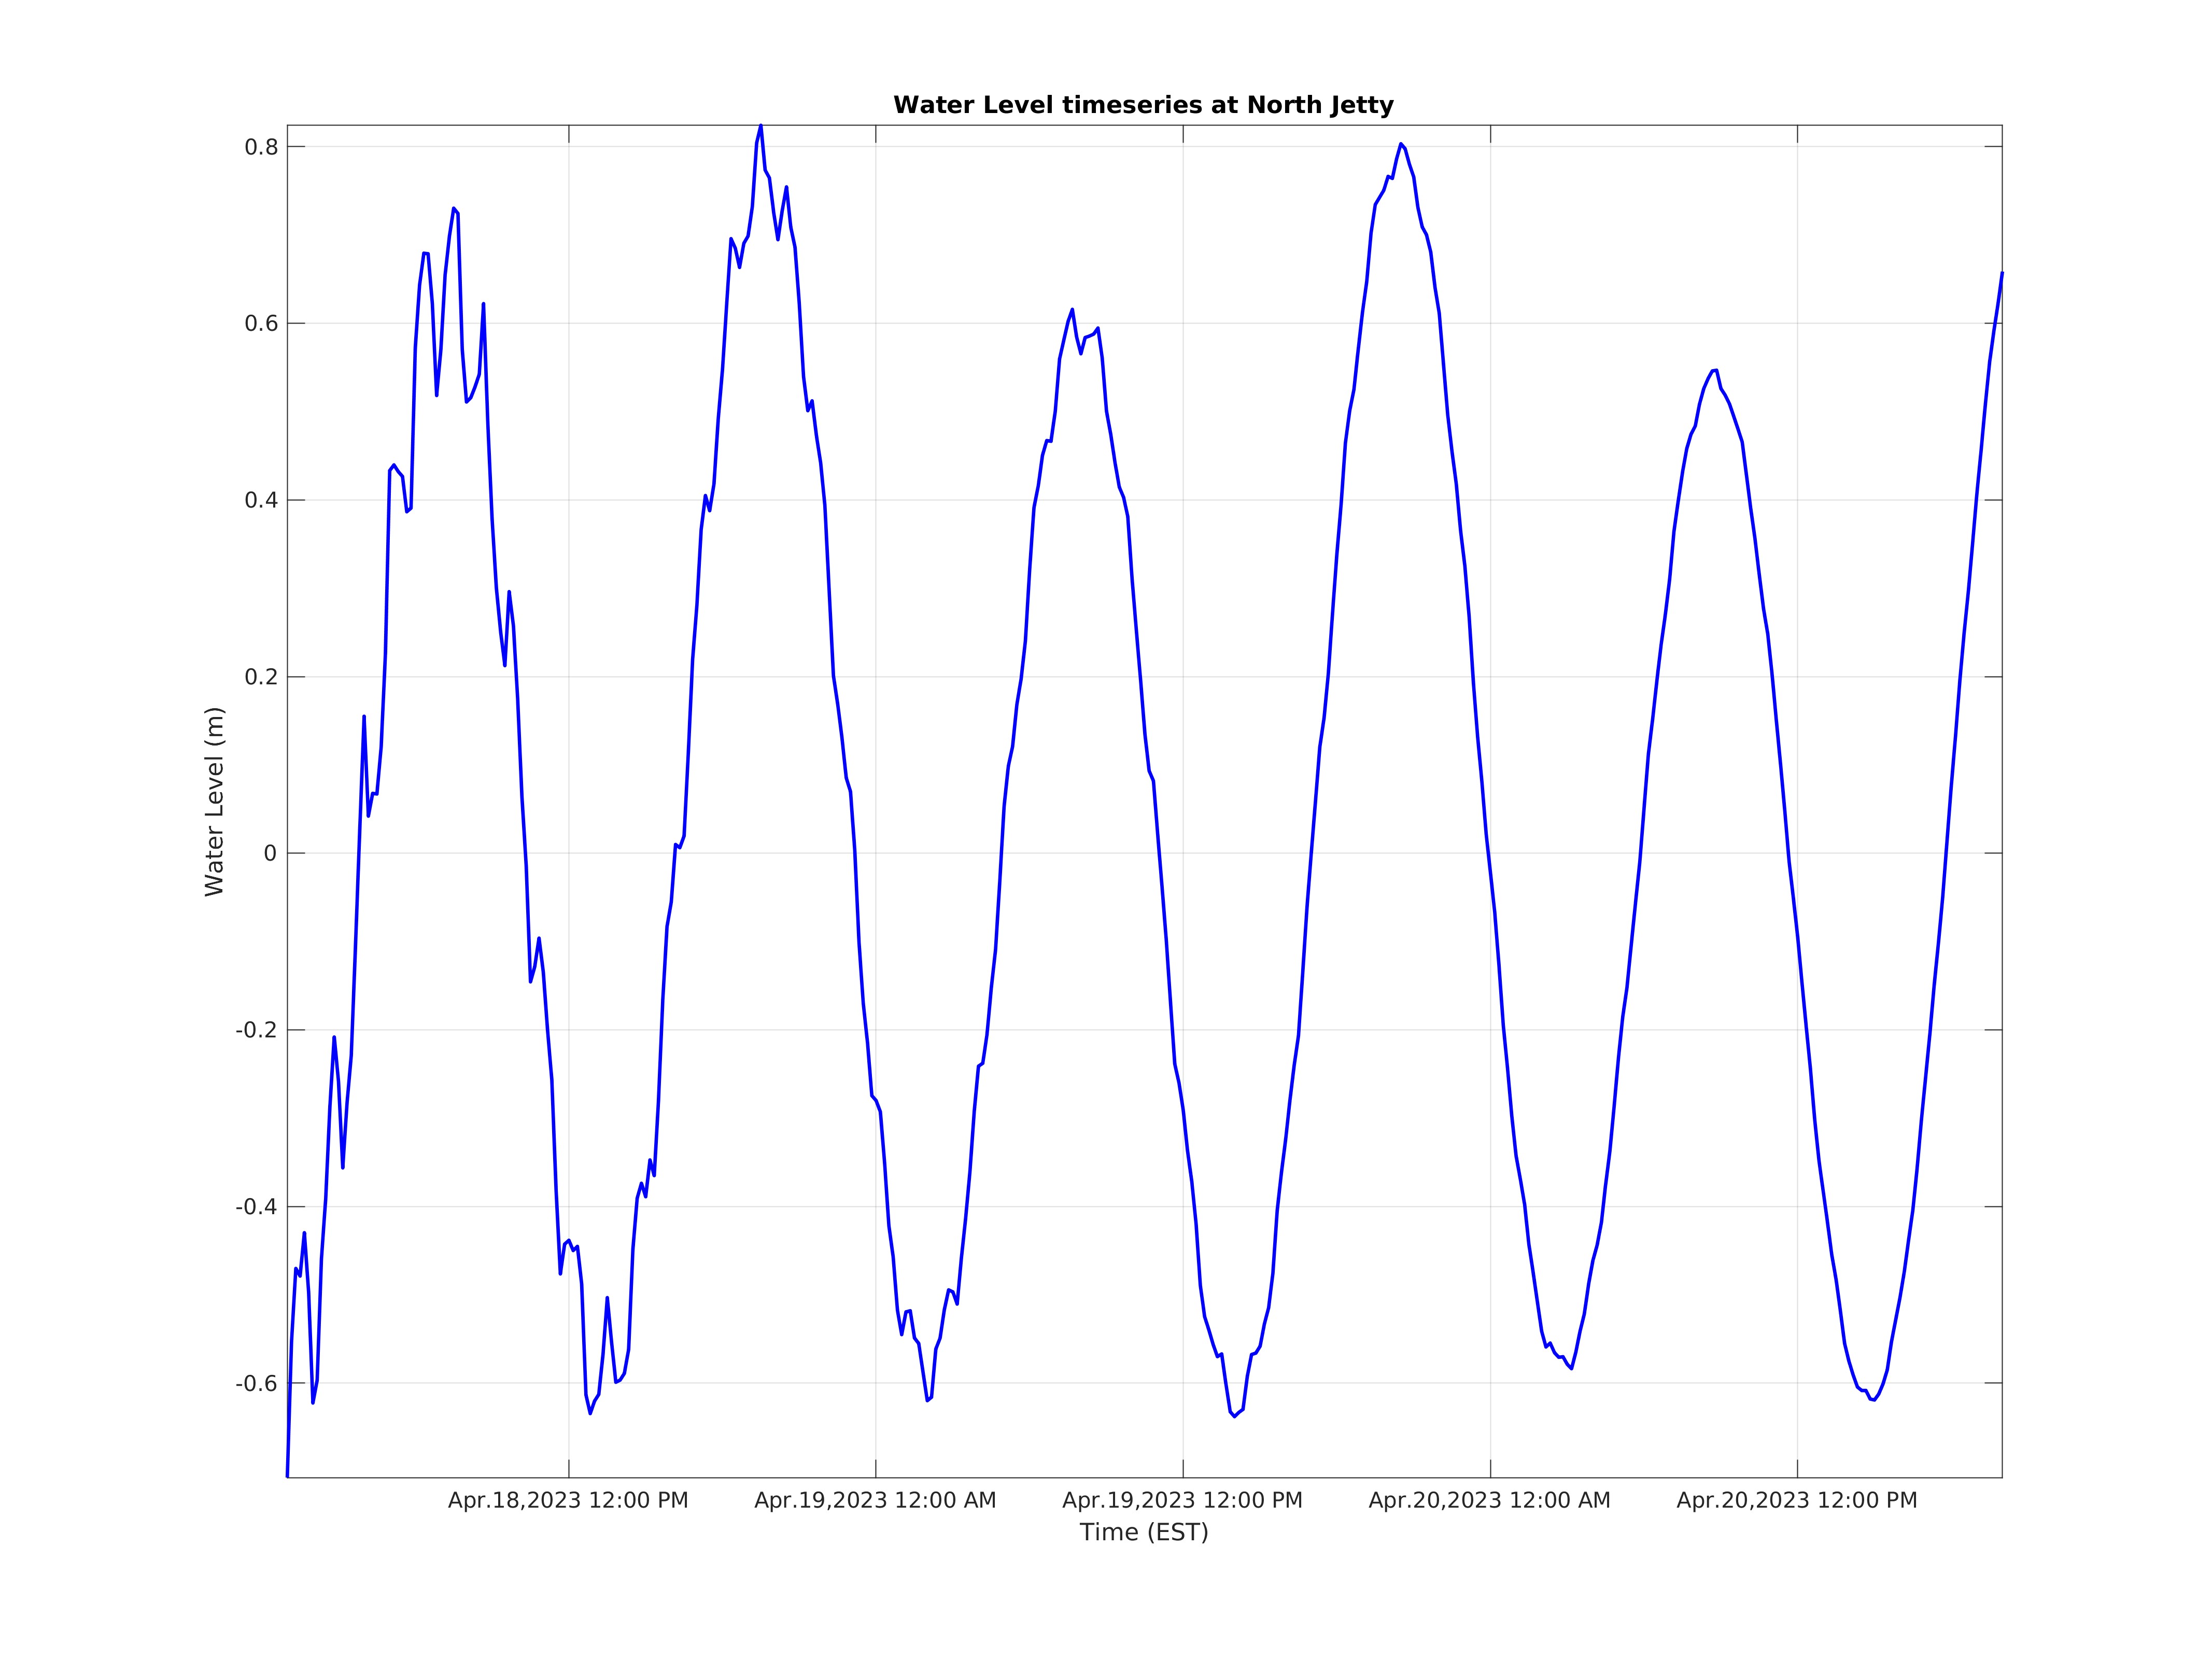 Water Level timeseries at North Jetty
0.8
0.6
0.4
0.2
0
-0.2
-0.4
-0.6
Water Level (m)
Apr.18,2023 12:00 PM
Apr.19,2023 12:00 AM
Apr.19,2023 12:00 PM
Apr.20,2023 12:00 AM
Apr.20,2023 12:00 PM
Time (EST)